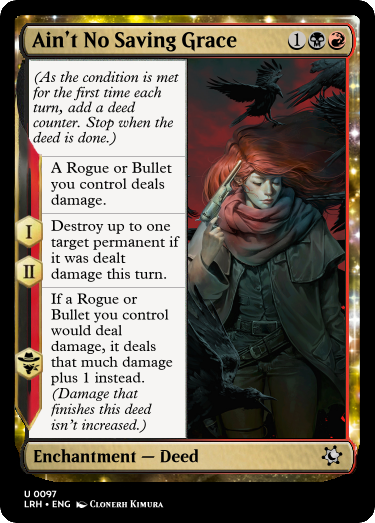 Ain't No Saving Grace 1
(As the condition is met
for the first time each
turn, add a deed
counter. Stop when the
deed is done.)
A Rogue or Bullet
you control deals
damage.
I
II
Destroy up to one
target permanent if
it was dealt
damage this turn.
If a Rogue or
Bullet you control
would deal
damage, it deals
that much damage
plus 1 instead.
(Damage that
finishes this deed
isn't increased.)
Enchantment — Deed
U 0097
LRH • ENG Clonerh Kimura